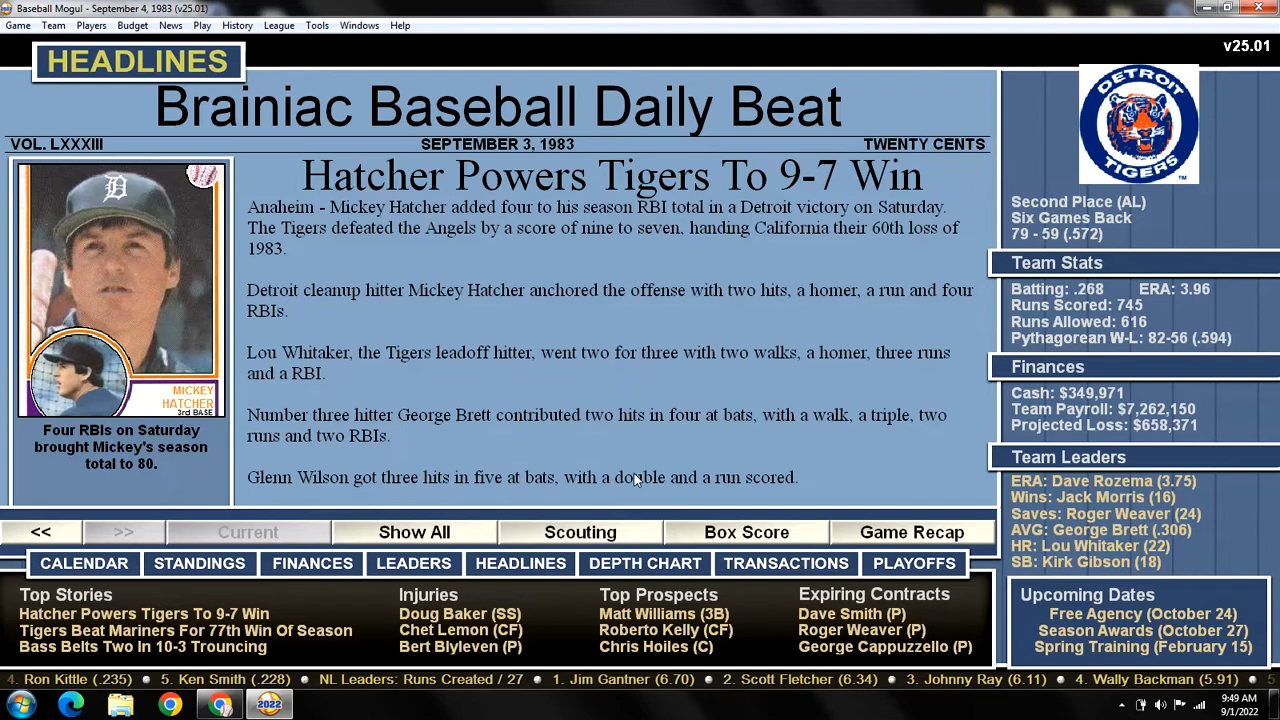 Baseball Mogul - September 4, 1983 (v25.01)
Game Team Players Budget News Play History League Tools Windows Help
HEADLINES
v25.01
Brainiac Baseball Daily Beat
VOL. LXXXIII SEPTEMBER 3, 1983 TWENTY CENTS
Hatcher Powers Tigers To 9-7 Win
Anaheim - Mickey Hatcher added four to his season RBI total in a Detroit victory on Saturday.
The Tigers defeated the Angels by a score of nine to seven, handing California their 60th loss of
1983.
Detroit cleanup hitter Mickey Hatcher anchored the offense with two hits, a homer, a run and four
RBIs.
Lou Whitaker, the Tigers leadoff hitter, went two for three with two walks, a homer, three runs
and a RBI.
Number three hitter George Brett contributed two hits in four at bats, with a walk, a triple, two
runs and two RBIs.
Glenn Wilson got three hits in five at bats, with a double and a run scored.
MICKEY
HATCHER
3rd BASE
Four RBIs on Saturday
brought Mickey's season
total to 80.
DETROIT
TIGERS
TM
Second Place (AL)
Six Games Back
79 - 59 (.572)
Team Stats
Batting: .268 ERA: 3.96
Runs Scored: 745
Runs Allowed: 616
Pythagorean W-L: 82-56 (.594)
Finances
Cash: $349,971
Team Payroll: $7,262,150
Projected Loss: $658,371
Team Leaders
ERA: Dave Rozema (3.75)
Wins: Jack Morris (16)
Saves: Roger Weaver (24)
AVG: George Brett (.306)
HR: Lou Whitaker (22)
SB: Kirk Gibson (18)
Upcoming Dates
Free Agency (October 24)
Season Awards (October 27)
Spring Training (February 15)
<< >> Current Show All Scouting Box Score Game Recap
CALENDAR STANDINGS FINANCES LEADERS HEADLINES DEPTH CHART TRANSACTIONS PLAYOFFS
Top Stories
Hatcher Powers Tigers To 9-7 Win
Tigers Beat Mariners For 77th Win Of Season
Bass Belts Two In 10-3 Trouncing
Injuries
Doug Baker (SS)
Chet Lemon (CF)
Bert Blyleven (P)
Top Prospects
Matt Williams (3B)
Roberto Kelly (CF)
Chris Hoiles (C)
Expiring Contracts
Dave Smith (P)
Roger Weaver (P)
George Cappuzzello (P)
4. Ron Kittle (.235) • 5. Ken Smith (.228) • NL Leaders: Runs Created / 27 • 1. Jim Gantner (6.70) • 2. Scott Fletcher (6.34) • 3. Johnny Ray (6.11) • 4. Wally Backman (5.91) • 5
2022
9:49 AM
9/1/2022